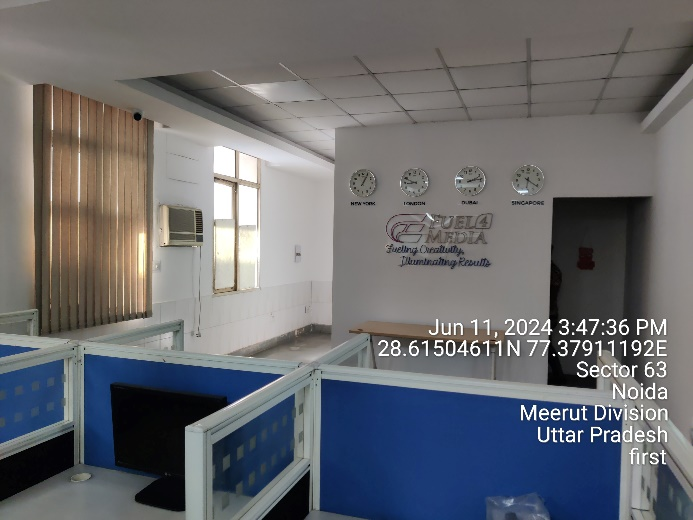 NEW YORK LONDON DUBAI SINGAPORE
FUEL4
MEDIA
Fueling Creativity,
Illuminating Results
Jun 11, 2024 3:47:36 PM
28.61504611N 77.37911192E
Sector 63
Noida
Meerut Division
Uttar Pradesh
first